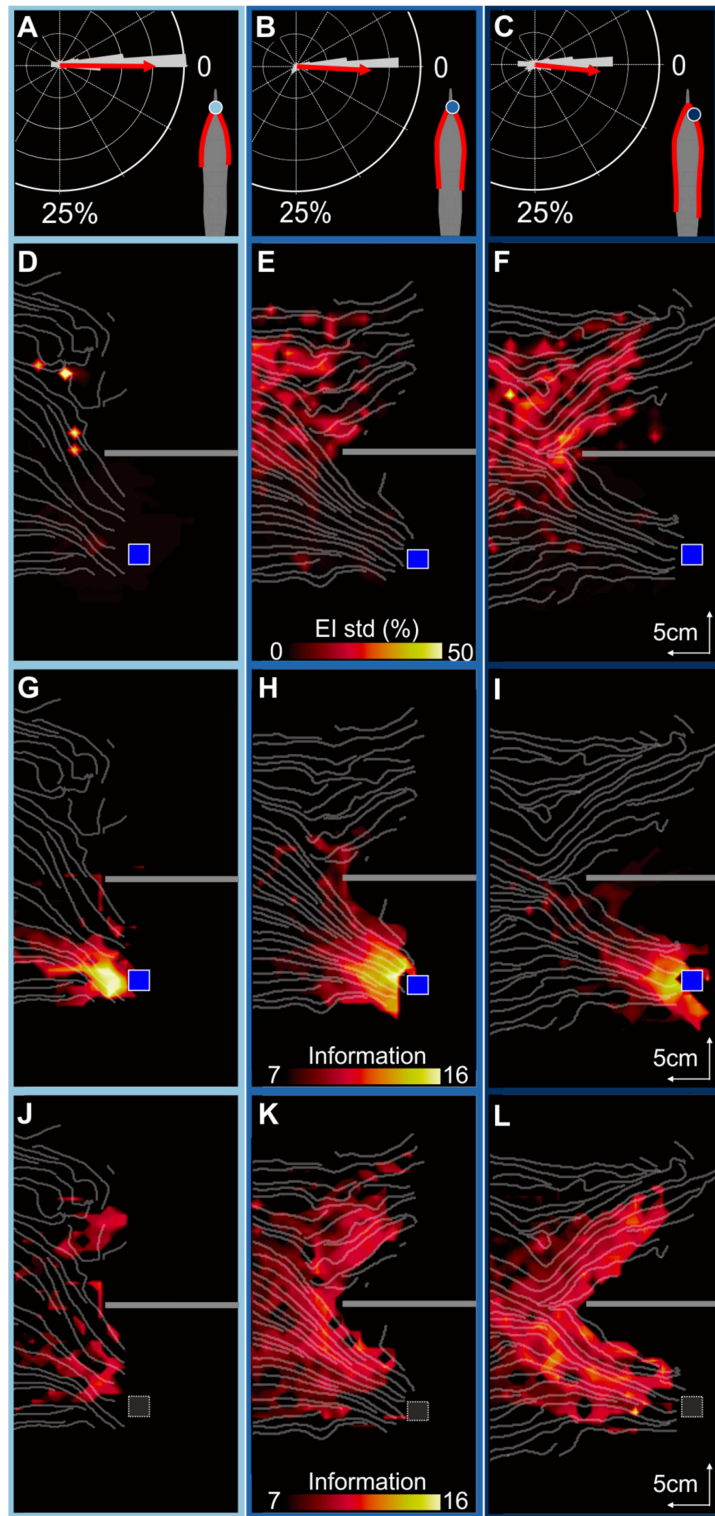 A
0
25%
B
0
25%
C
0
25%
D
E
EI std (%)
0 50
F
5cm
G
H
Information
7 16
I
5cm
J
K
Information
7 16
L
5cm